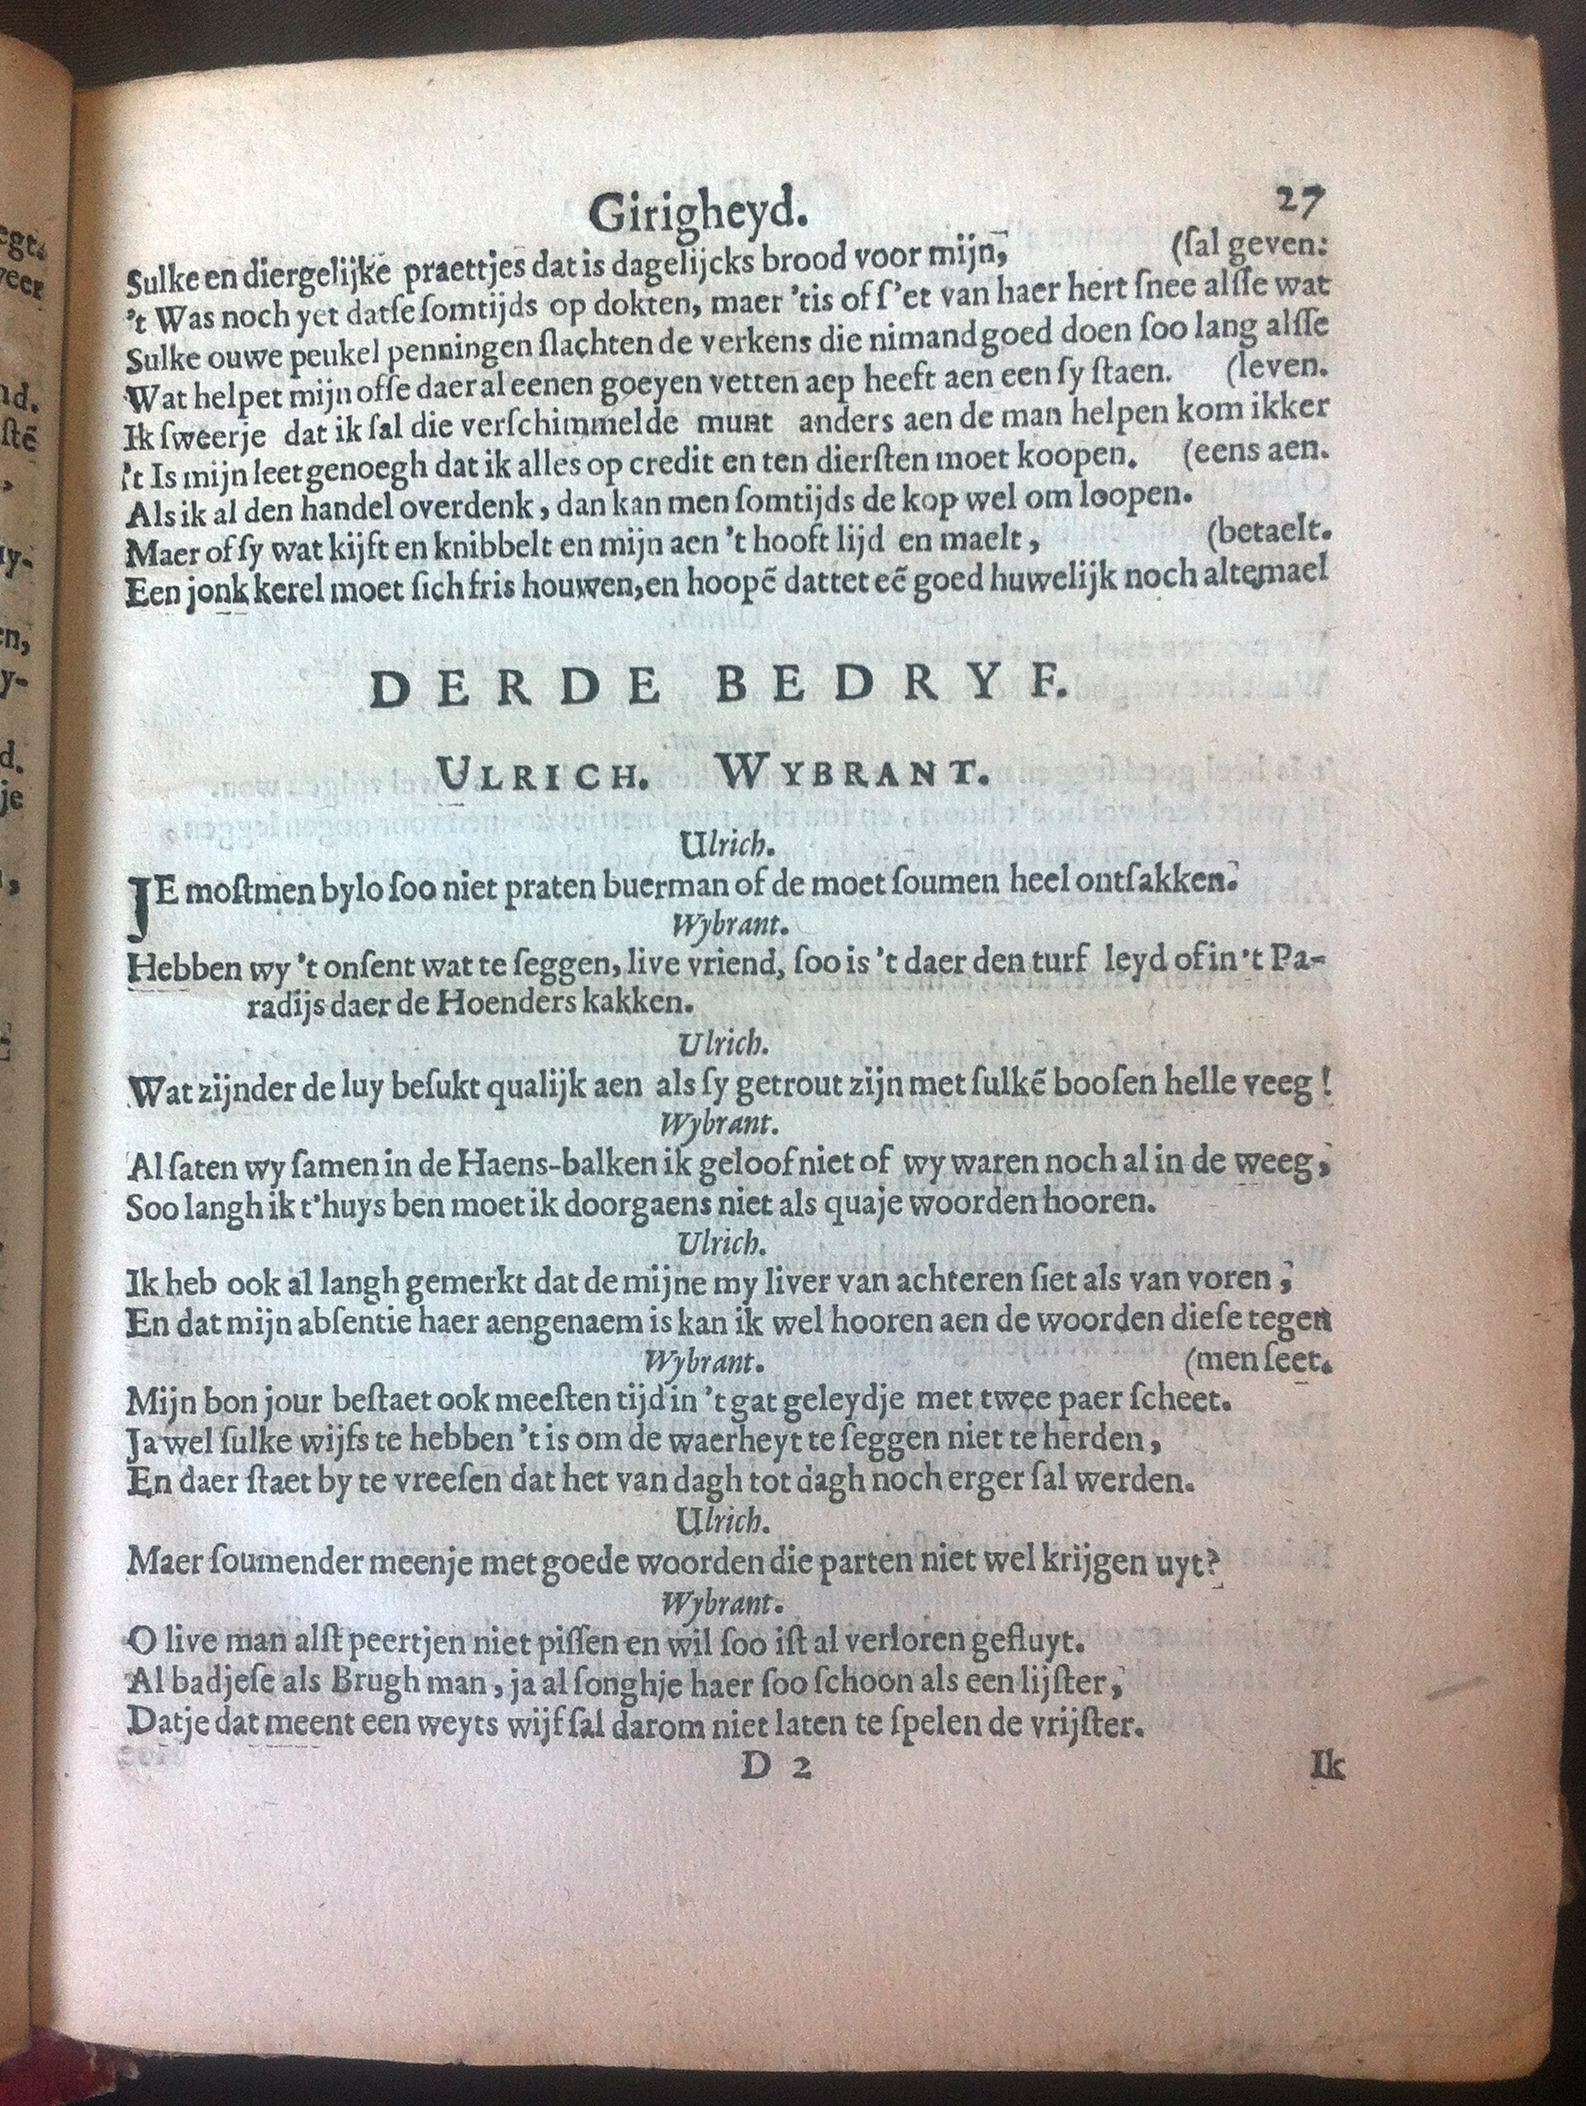 Girigheyd. 27
Sulke en diergelijke praettjes dat is dagelijcks brood voor mijn, (ſal geven:
't Was noch yet datſe ſomtijds op dokten, maer 'tis of ſ'et van haer hert ſnee alſſe wat
Sulke ouwe peukel penningen ſlachten de verkens die nimand goed doen ſoo lang alſſe
Wat helpet mijn offe daer al eenen goeyen vetten aep heeft aen een ſy ſtaen. (leven.
Ik ſweerje dat ik ſal die verſchimmelde munt anders aen de man helpen kom ikker
't Is mijn leet genoegh dat ik alles op credit en ten dierſten moet koopen. (eens aen.
Als ik al den handel overdenk, dan kan men ſomtijds de kop wel om loopen.
Maer of ſy wat kijft en knibbelt en mijn aen 't hooft lijd en maelt, (betaelt.
Een jonk kerel moet ſich fris houwen, en hoopẽ dattet eẽ goed huwelijk noch altemael
DERDE BEDRYF.
ULRICH. WYBRANT.
Ulrich.
JE moſtmen bylo ſoo niet praten buerman of de moet ſoumen heel ontſakken.
Wybrant.
Hebben wy 't onſent wat te ſeggen, live vriend, ſoo is 't daer den turf leyd of in 't Pa-
radijs daer de Hoenders kakken.
Ulrich.
Wat zijnder de luy beſukt qualijk aen als ſy getrout zijn met ſulkẽ booſen helle veeg!
Wybrant.
Al ſaten wy ſamen in de Haens-balken ik geloof niet of wy waren noch al in de weeg,
Soo langh ik t'huys ben moet ik doorgaens niet als quaje woorden hooren.
Ulrich.
Ik heb ook al langh gemerkt dat de mijne my liver van achteren ſiet als van voren;
En dat mijn abſentie haer aengenaem is kan ik wel hooren aen de woorden dieſe tegen
Wybrant. (men ſeet.
Mijn bon jour beſtaet ook meeſten tijd in 't gat geleydje met twee paer ſcheet.
Ja wel ſulke wijfs te hebben 't is om de waerheyt te ſeggen niet te herden,
En daer ſtaet by te vreeſen dat het van dagh tot dagh noch erger ſal werden.
Ulrich.
Maer ſoumender meenje met goede woorden die parten niet wel krijgen uyt?
Wybrant.
O live man alſt peertjen niet piſſen en wil ſoo iſt al verloren gefluyt.
Al badjeſe als Brugh man, ja al ſonghje haer ſoo ſchoon als een lijſter,
Datje dat meent een weyts wijf ſal darom niet laten te ſpelen de vrijſter.
D 2 Ik